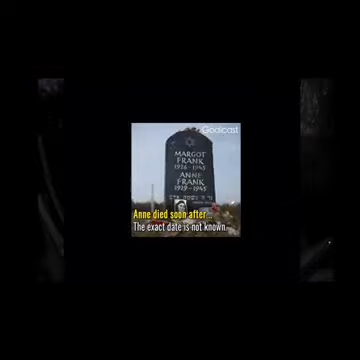 Goalcast
MARGOT
FRANK
1926-1945
ANNE
FRANK
1929-1945
Anne died soon after...
The exact date is not known.